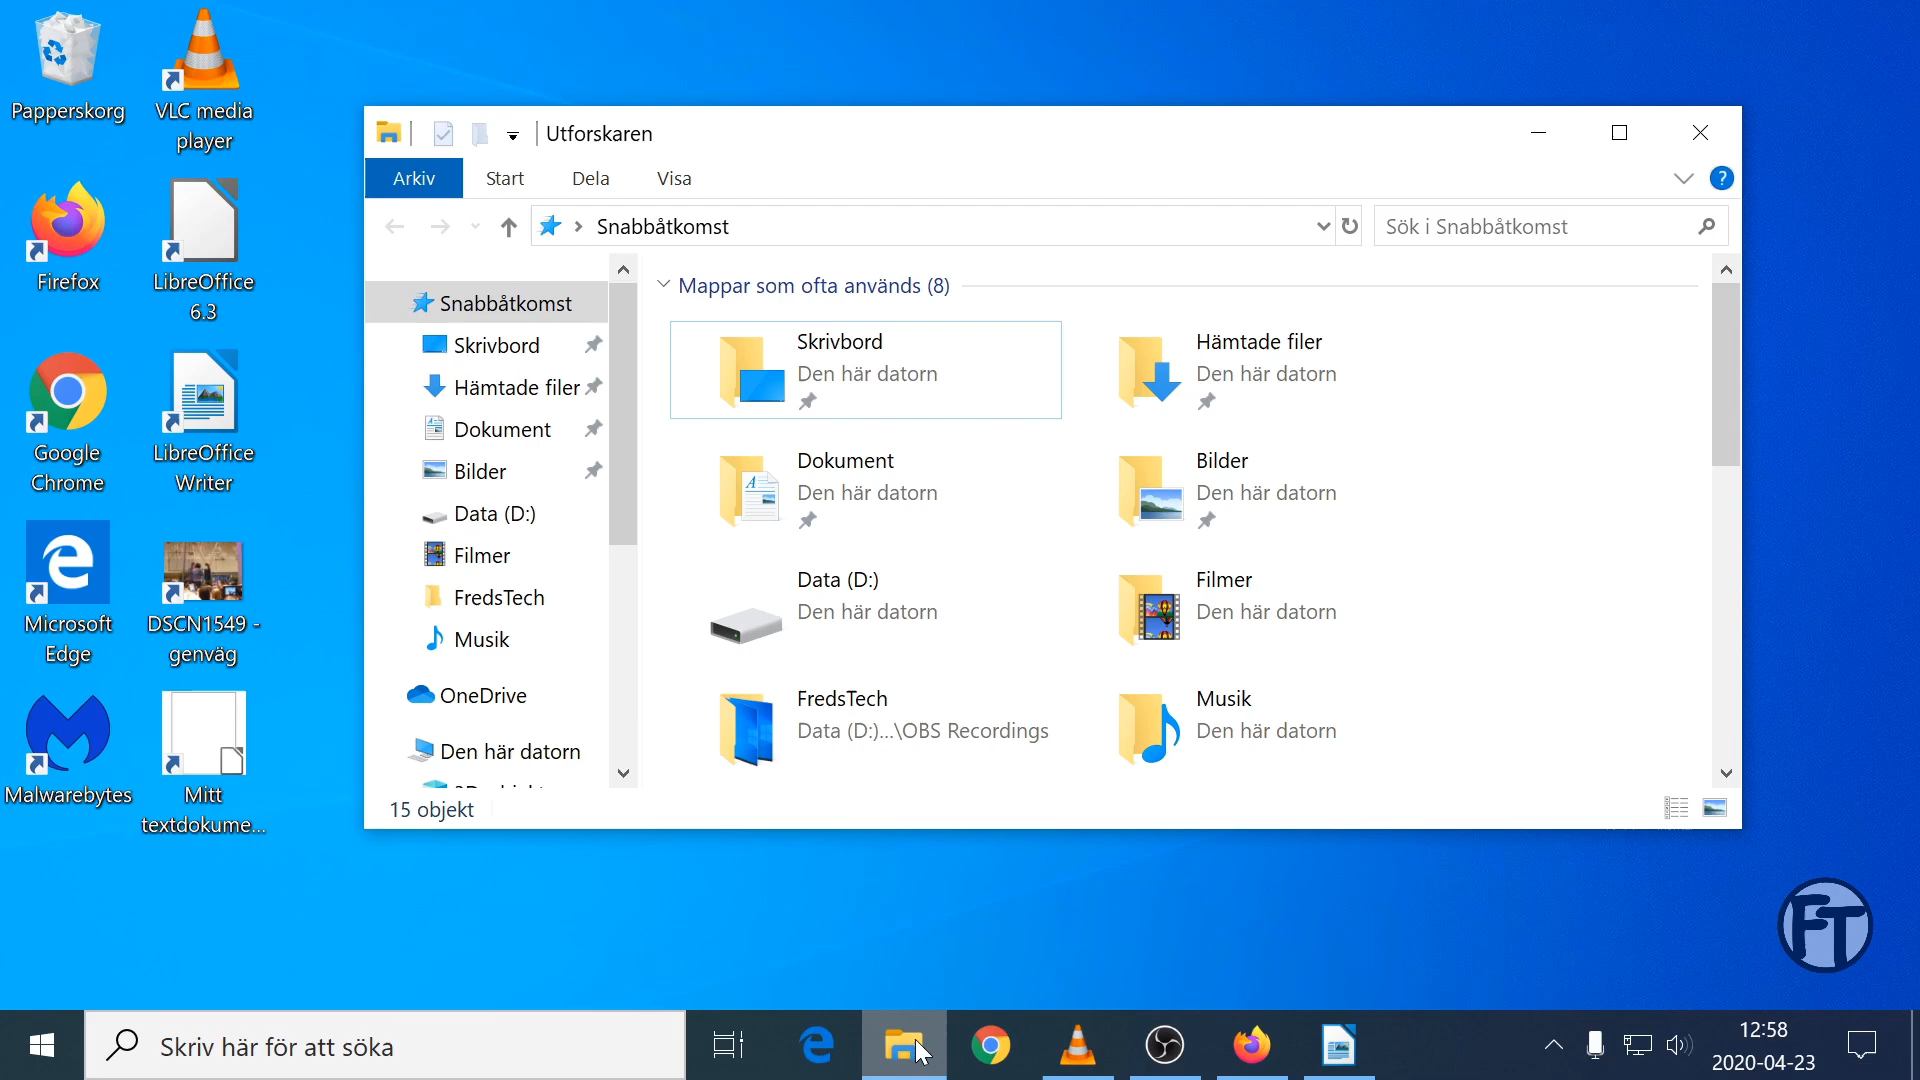 Papperskorg
VLC media
player
Firefox
LibreOffice
6.3
Google
Chrome
LibreOffice
Writer
Microsoft
Edge
DSCN1549 -
genväg
Malwarebytes
Mitt
textdokume...
Utforskaren
Arkiv
Start
Dela
Visa
?
Snabbåtkomst
Sök i Snabbåtkomst
Snabbåtkomst
Skrivbord
Hämtade filer
Dokument
Bilder
Data (D:)
Filmer
FredsTech
Musik
OneDrive
Den här datorn
Mappar som ofta används (8)
Skrivbord
Den här datorn
Hämtade filer
Den här datorn
Dokument
Den här datorn
Bilder
Den här datorn
Data (D:)
Den här datorn
Filmer
Den här datorn
FredsTech
Data (D:)...\OBS Recordings
Musik
Den här datorn
15 objekt
FT
Skriv här för att söka
12:58
2020-04-23